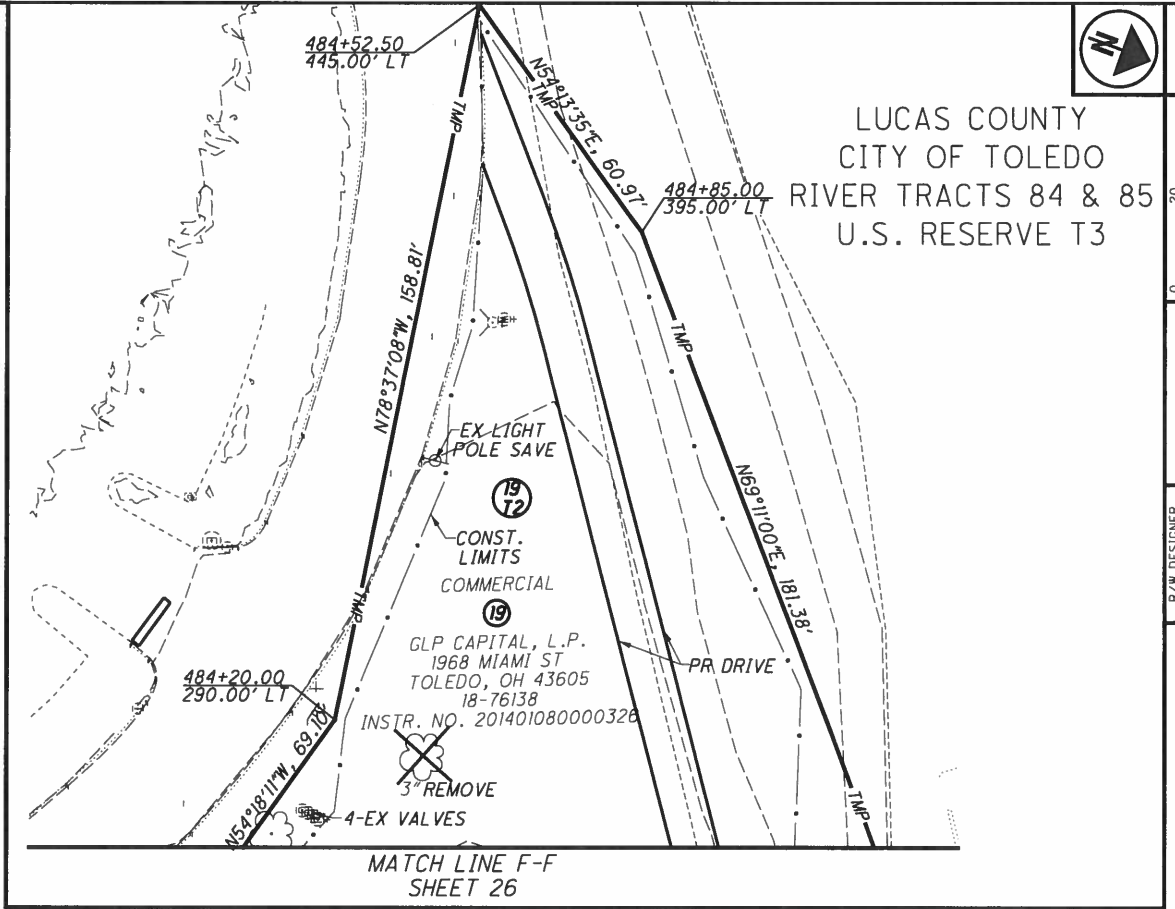 484+52.50
445.00' LT
N
TMP
N54°13'35"E, 60.97'
TMP
LUCAS COUNTY
CITY OF TOLEDO
RIVER TRACTS 84 & 85
U.S. RESERVE T3
484+85.00
395.00' LT
20
0
N78°37'08"W, 158.81'
TMP
EX LIGHT
POLE SAVE
19
T2
CONST.
LIMITS
COMMERCIAL
19
N69°11'00"E, 181.38'
R/W DESIGNER
TMP
GLP CAPITAL, L.P.
1968 MIAMI ST
TOLEDO, OH 43605
18-76138
INSTR. NO. 201401080000326
PR DRIVE
484+20.00
290.00' LT
N54°18'11"W, 69.10'
3" REMOVE
4-EX VALVES
TMP
MATCH LINE F-F
SHEET 26